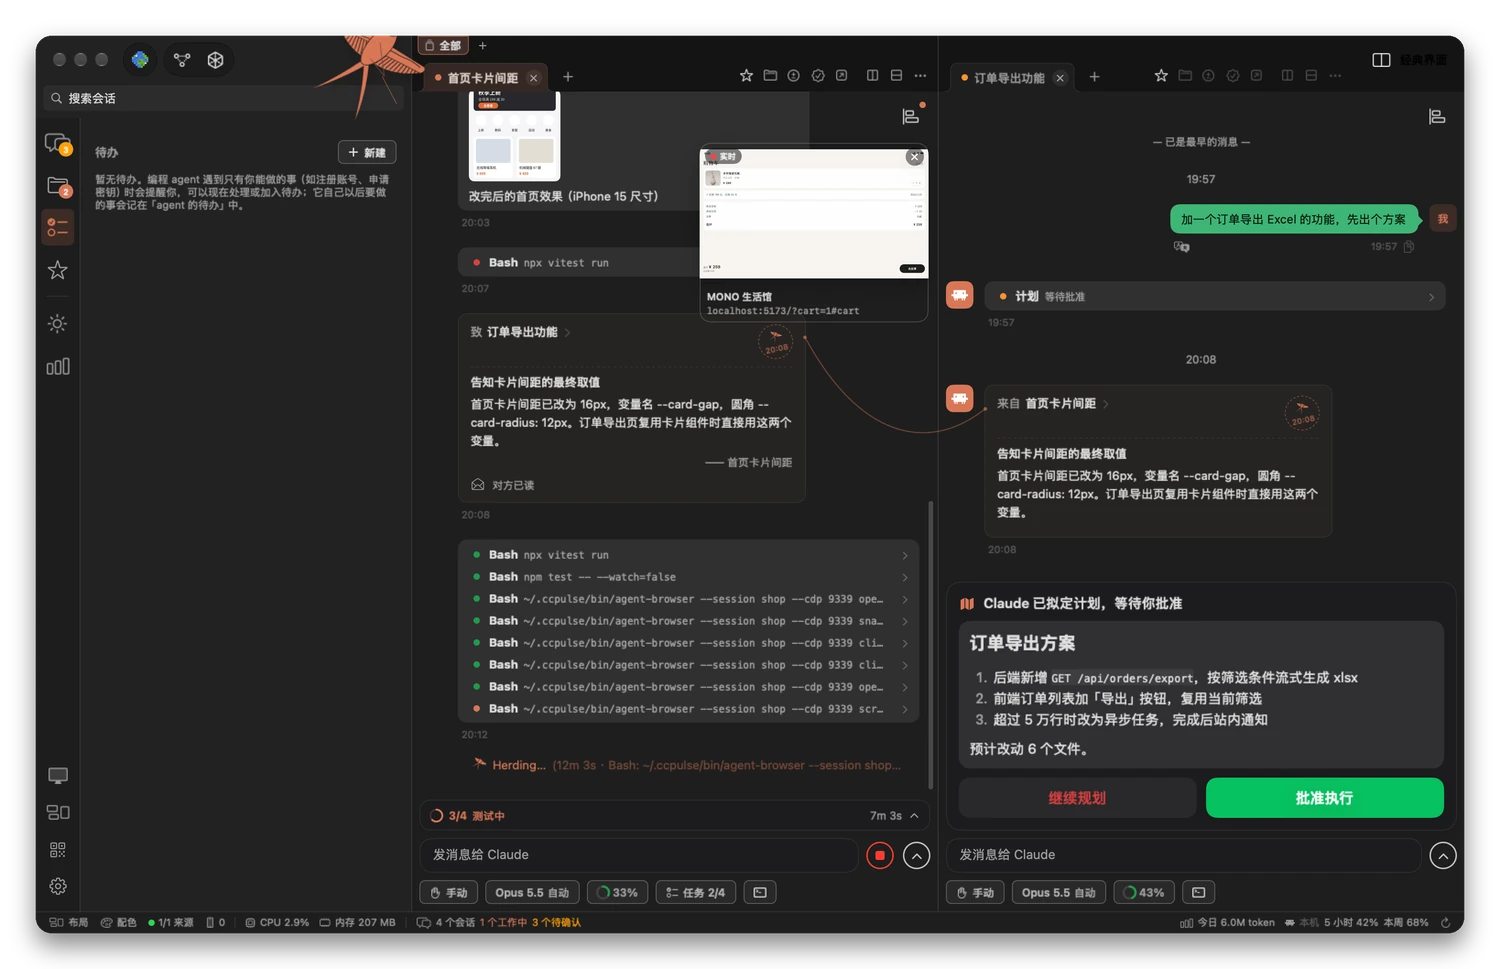 全部
首页卡片间距
订单导出功能
经典界面
搜索会话
3
2
待办
新建
暂无待办。编程 agent 遇到只有你能做的事（如注册账号、申请
密钥）时会提醒你，可以现在处理或加入待办；它自己以后要做
的事会记在「agent 的待办」中。
改完后的首页效果（iPhone 15 尺寸）
20:03
Bash npx vitest run
20:07
实时
MONO 生活馆
localhost:5173/?cart=1#cart
致 订单导出功能
20:08
告知卡片间距的最终取值
首页卡片间距已改为 16px，变量名 --card-gap，圆角 --
card-radius: 12px。订单导出页复用卡片组件时直接用这两个
变量。
—— 首页卡片间距
对方已读
20:08
Bash npx vitest run
Bash npm test -- --watch=false
Bash ~/.ccpulse/bin/agent-browser --session shop --cdp 9339 ope…
Bash ~/.ccpulse/bin/agent-browser --session shop --cdp 9339 sna…
Bash ~/.ccpulse/bin/agent-browser --session shop --cdp 9339 cli…
Bash ~/.ccpulse/bin/agent-browser --session shop --cdp 9339 cli…
Bash ~/.ccpulse/bin/agent-browser --session shop --cdp 9339 ope…
Bash ~/.ccpulse/bin/agent-browser --session shop --cdp 9339 scr…
20:12
Herding… (12m 3s · Bash: ~/.ccpulse/bin/agent-browser --session shop…
3/4 测试中
7m 3s
发消息给 Claude
手动
Opus 5.5 自动
33%
任务 2/4
— 已是最早的消息 —
19:57
加一个订单导出 Excel 的功能，先出个方案
我
19:57
计划 等待批准
19:57
20:08
来自 首页卡片间距
20:08
告知卡片间距的最终取值
首页卡片间距已改为 16px，变量名 --card-gap，圆角 --
card-radius: 12px。订单导出页复用卡片组件时直接用这两个
变量。
20:08
Claude 已拟定计划，等待你批准
订单导出方案
1. 后端新增 GET /api/orders/export，按筛选条件流式生成 xlsx
2. 前端订单列表加「导出」按钮，复用当前筛选
3. 超过 5 万行时改为异步任务，完成后站内通知
预计改动 6 个文件。
继续规划
批准执行
发消息给 Claude
手动
Opus 5.5 自动
43%
布局
配色
1/1 来源
0
CPU 2.9%
内存 207 MB
4 个会话 1 个工作中 3 个待确认
今日 6.0M token
本机 5 小时 42% 本周 68%